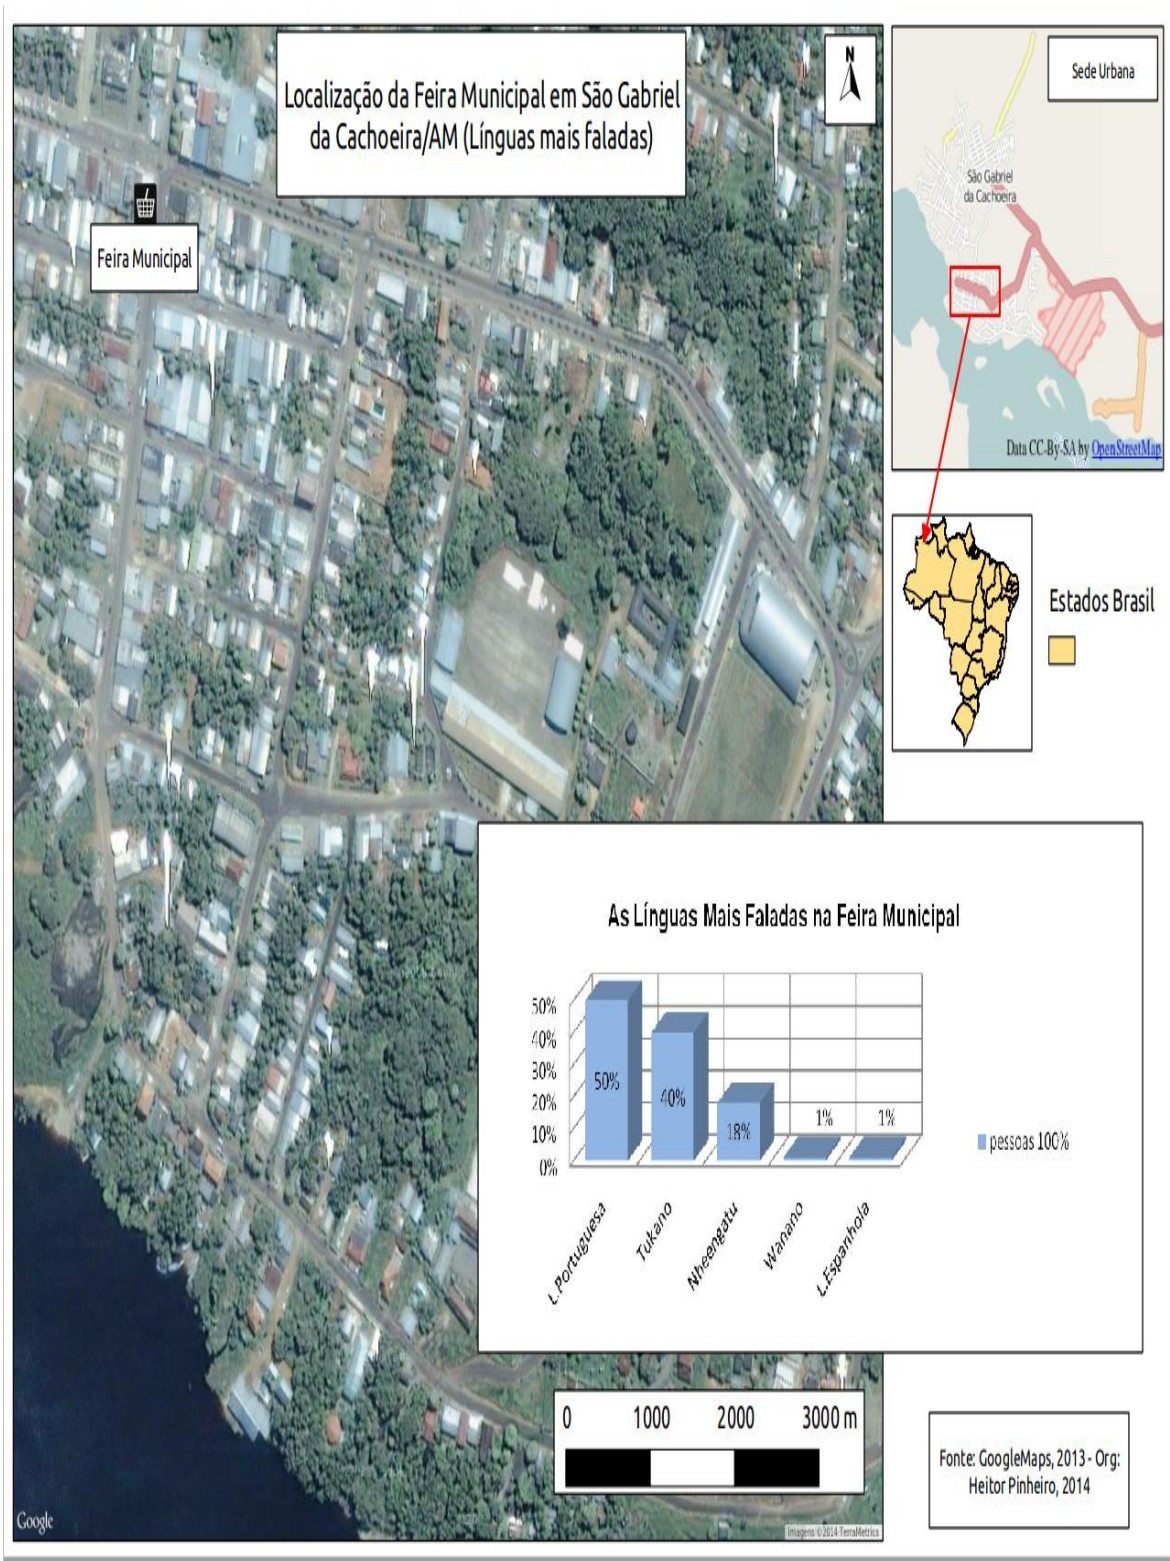 Localização da Feira Municipal em São Gabriel
da Cachoeira/AM (Línguas mais faladas)
N
Feira Municipal
Sede Urbana
São Gabriel
da Cachoeira
Data CC-By-SA by OpenStreetMap
Estados Brasil
As Línguas Mais Faladas na Feira Municipal
50%
40%
30%
20%
10%
0%
50%
40%
18%
1%
1%
L.Portuguesa
Tukano
Nheengatu
Wanano
L.Espanhola
pessoas 100%
0 1000 2000 3000 m
Fonte: GoogleMaps, 2013 - Org:
Heitor Pinheiro, 2014
Google
Imagens ©2014 TerraMetrics